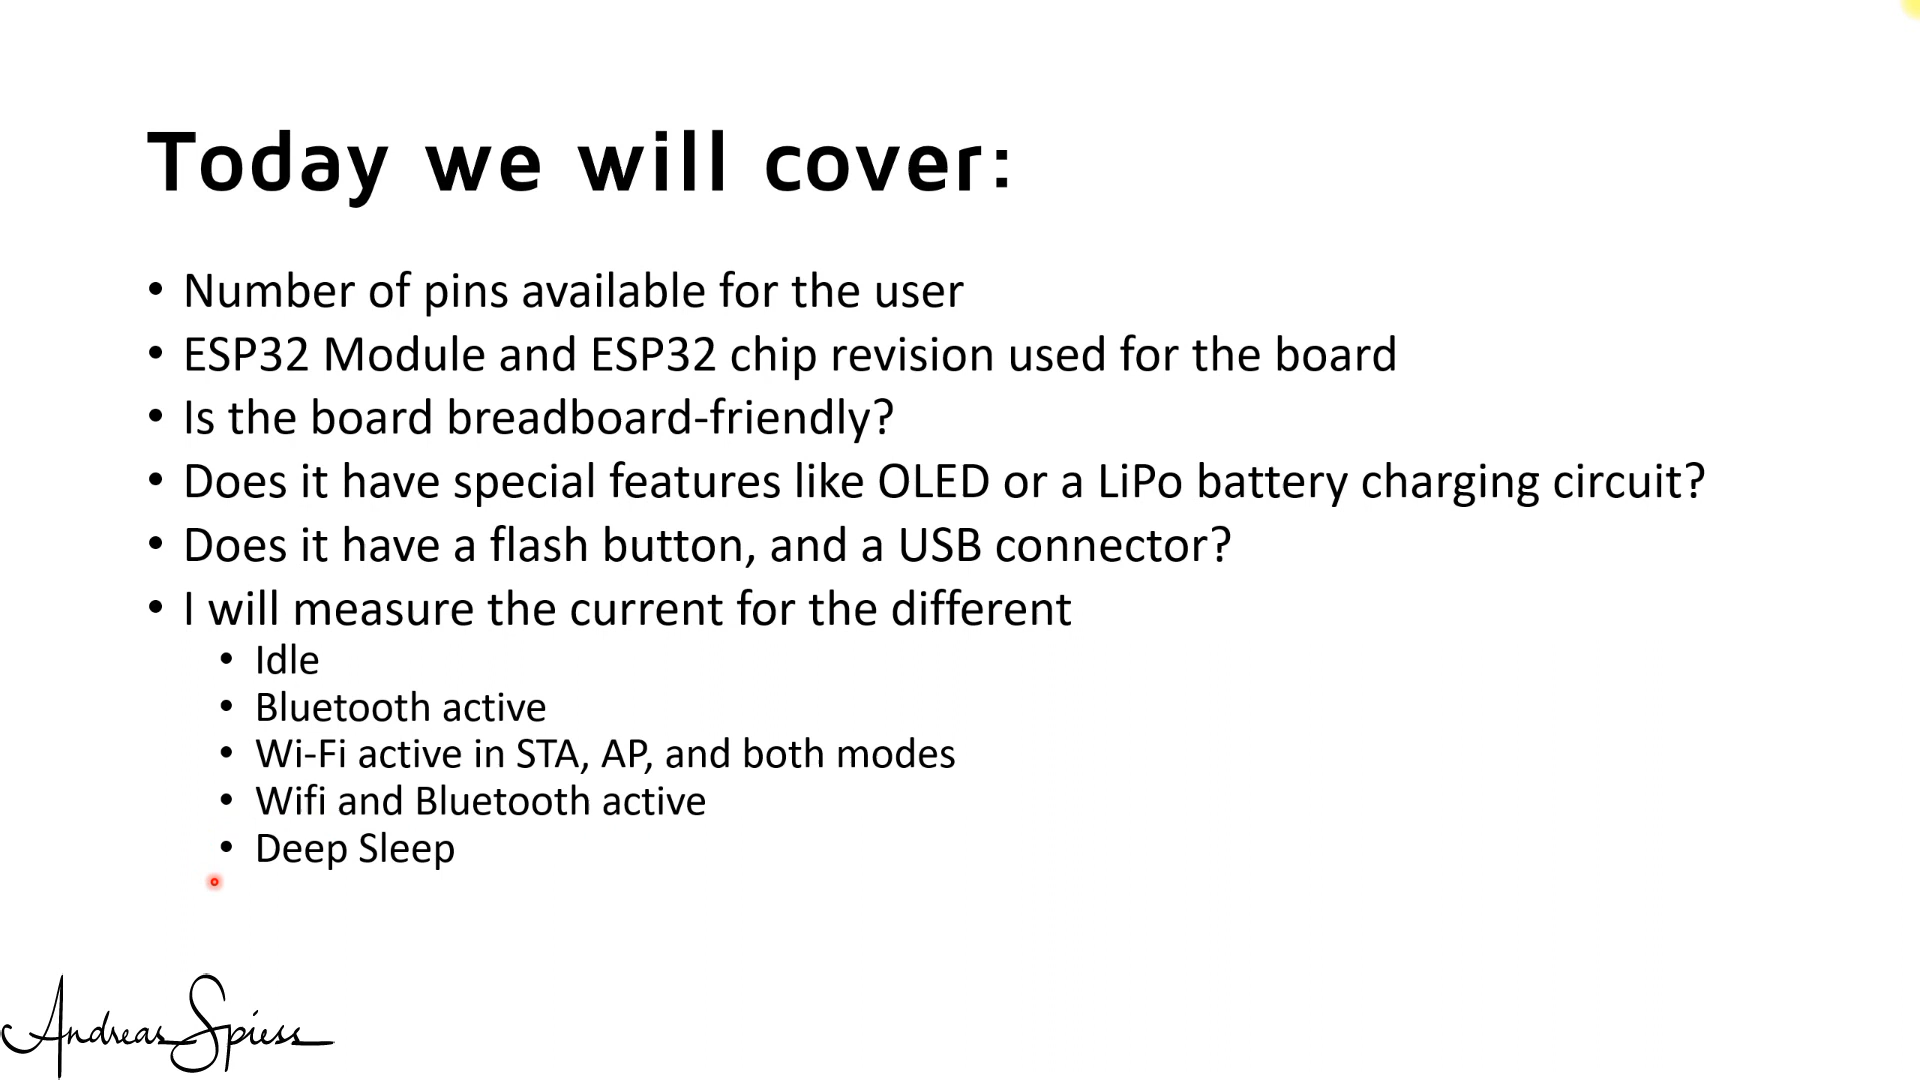 Today we will cover:
• Number of pins available for the user
• ESP32 Module and ESP32 chip revision used for the board
• Is the board breadboard-friendly?
• Does it have special features like OLED or a LiPo battery charging circuit?
• Does it have a flash button, and a USB connector?
• I will measure the current for the different
• Idle
• Bluetooth active
• Wi-Fi active in STA, AP, and both modes
• Wifi and Bluetooth active
• Deep Sleep
Andreas Spiess